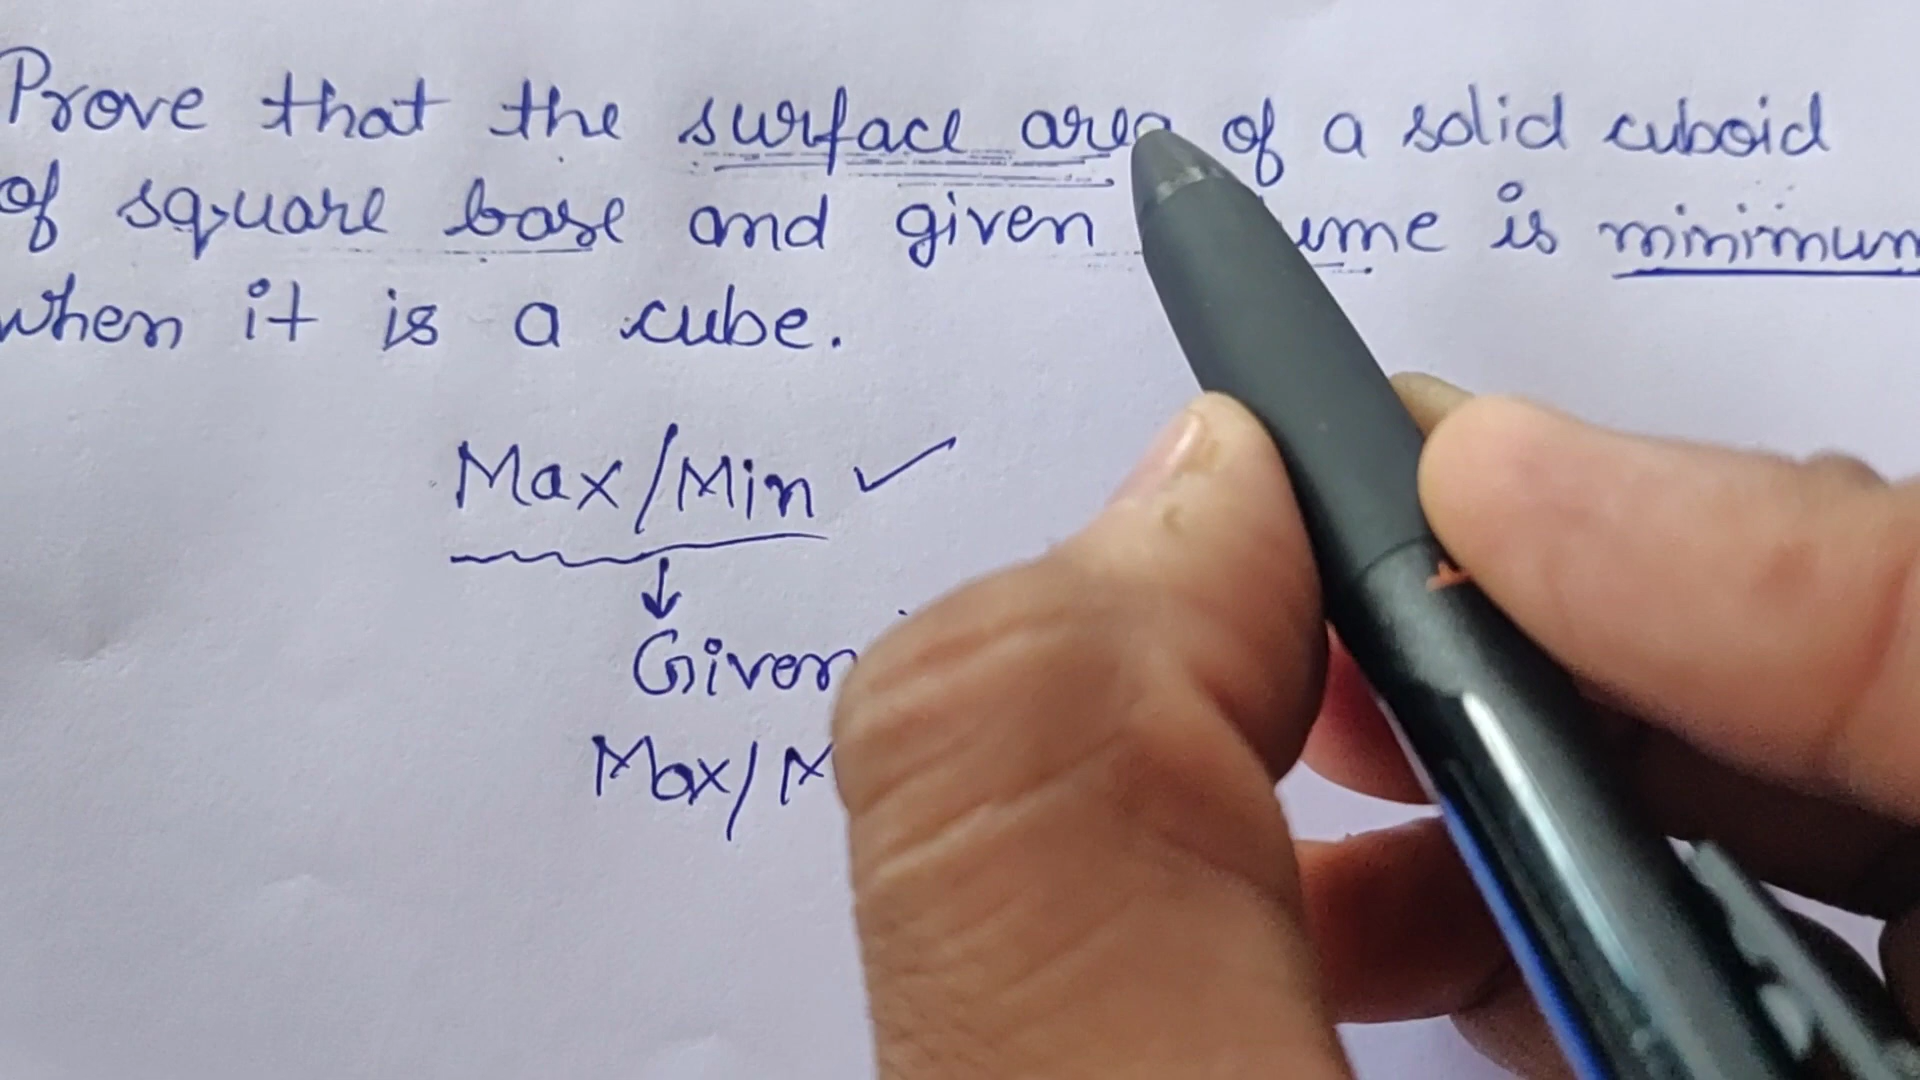 Prove that the surface area of a solid cuboid
of square base and given is minimum
when it is a cube.
Max/Min ✓
↓
Given
Max/M